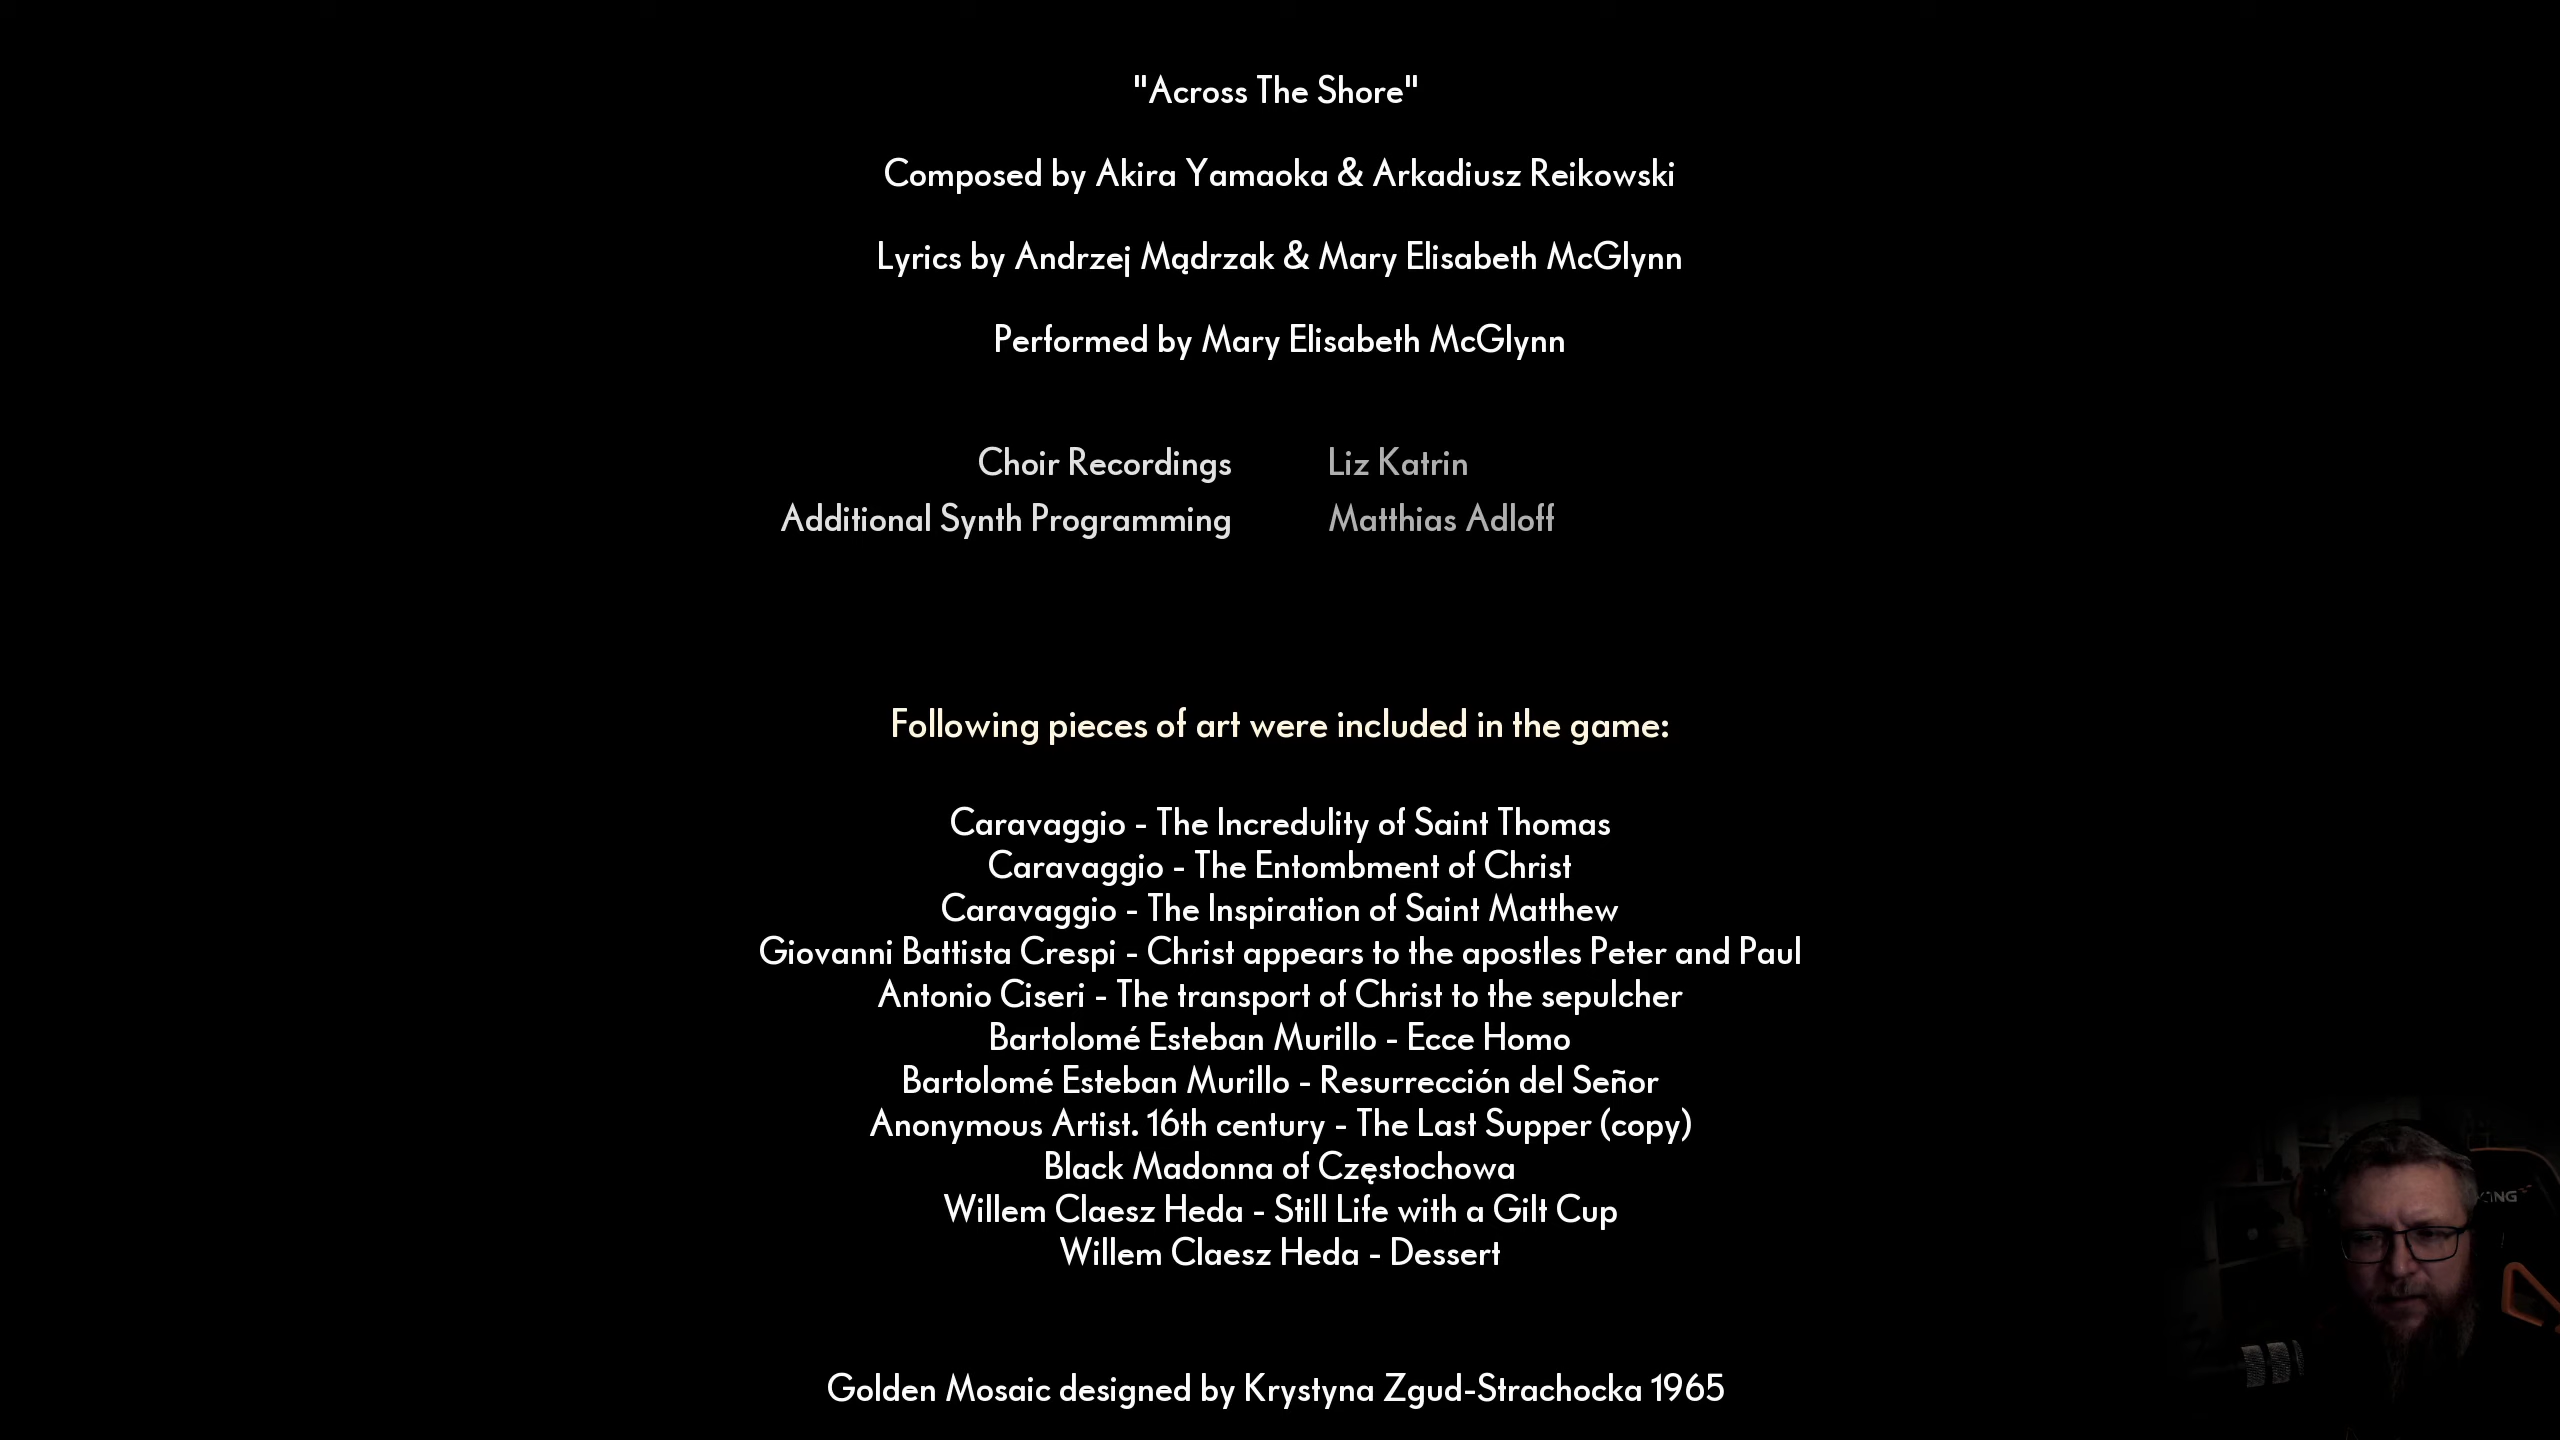 "Across The Shore"
Composed by Akira Yamaoka & Arkadiusz Reikowski
Lyrics by Andrzej Mądrzak & Mary Elisabeth McGlynn
Performed by Mary Elisabeth McGlynn
Choir Recordings Liz Katrin
Additional Synth Programming Matthias Adloff
Following pieces of art were included in the game:
Caravaggio - The Incredulity of Saint Thomas
Caravaggio - The Entombment of Christ
Caravaggio - The Inspiration of Saint Matthew
Giovanni Battista Crespi - Christ appears to the apostles Peter and Paul
Antonio Ciseri - The transport of Christ to the sepulcher
Bartolomé Esteban Murillo - Ecce Homo
Bartolomé Esteban Murillo - Resurrección del Señor
Anonymous Artist. 16th century - The Last Supper (copy)
Black Madonna of Częstochowa
Willem Claesz Heda - Still Life with a Gilt Cup
Willem Claesz Heda - Dessert
Golden Mosaic designed by Krystyna Zgud-Strachocka 1965